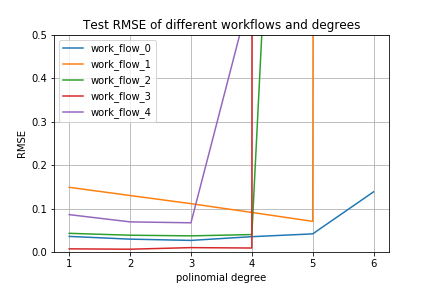 Test RMSE of different workflows and degrees
0.5
0.4
0.3
0.2
0.1
0.0
RMSE
work_flow_0
work_flow_1
work_flow_2
work_flow_3
work_flow_4
1 2 3 4 5 6
polinomial degree